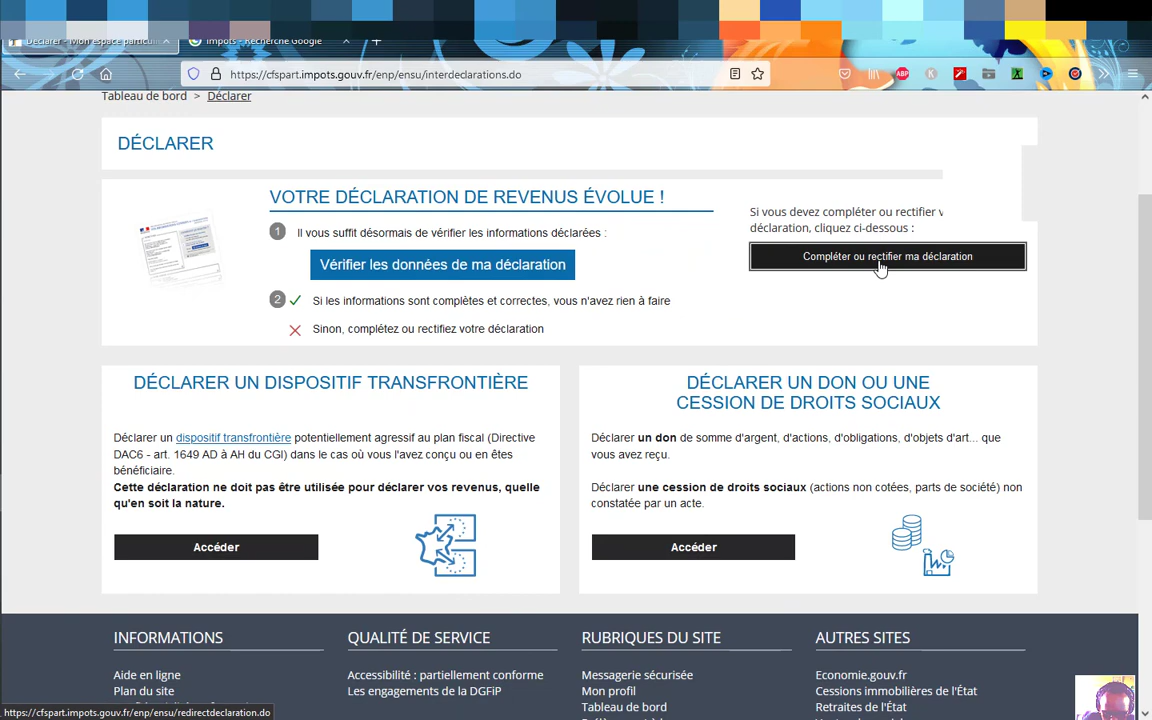 Déclarer - Mon espace particul
impots - Recherche Google
https://cfspart.impots.gouv.fr/enp/ensu/interdedarations.do
ABP
K
Tableau de bord > Déclarer
DÉCLARER
VOTRE DÉCLARATION DE REVENUS ÉVOLUE !
1 Il vous suffit désormais de vérifier les informations déclarées :
Vérifier les données de ma déclaration
2 Si les informations sont complètes et correctes, vous n'avez rien à faire
Sinon, complétez ou rectifiez votre déclaration
Si vous devez compléter ou rectifier
déclaration, cliquez ci-dessous :
Compléter ou rectifier ma déclaration
DÉCLARER UN DISPOSITIF TRANSFRONTIÈRE
Déclarer un dispositif transfrontière potentiellement agressif au plan fiscal (Directive
DAC6 - art. 1649 AD à AH du CGI) dans le cas où vous l'avez conçu ou en êtes
bénéficiaire.
Cette déclaration ne doit pas être utilisée pour déclarer vos revenus, quelle
qu'en soit la nature.
Accéder
DÉCLARER UN DON OU UNE
CESSION DE DROITS SOCIAUX
Déclarer un don de somme d'argent, d'actions, d'obligations, d'objets d'art... que
vous avez reçu.
Déclarer une cession de droits sociaux (actions non cotées, parts de société) non
constatée par un acte.
Accéder
INFORMATIONS
Aide en ligne
Plan du site
QUALITÉ DE SERVICE
Accessibilité : partiellement conforme
Les engagements de la DGFiP
RUBRIQUES DU SITE
Messagerie sécurisée
Mon profil
Tableau de bord
AUTRES SITES
Economie.gouv.fr
Cessions immobilières de l'État
Retraites de l'État
https://cfspart.impots.gouv.fr/enp/ensu/redirectdeclaration.do